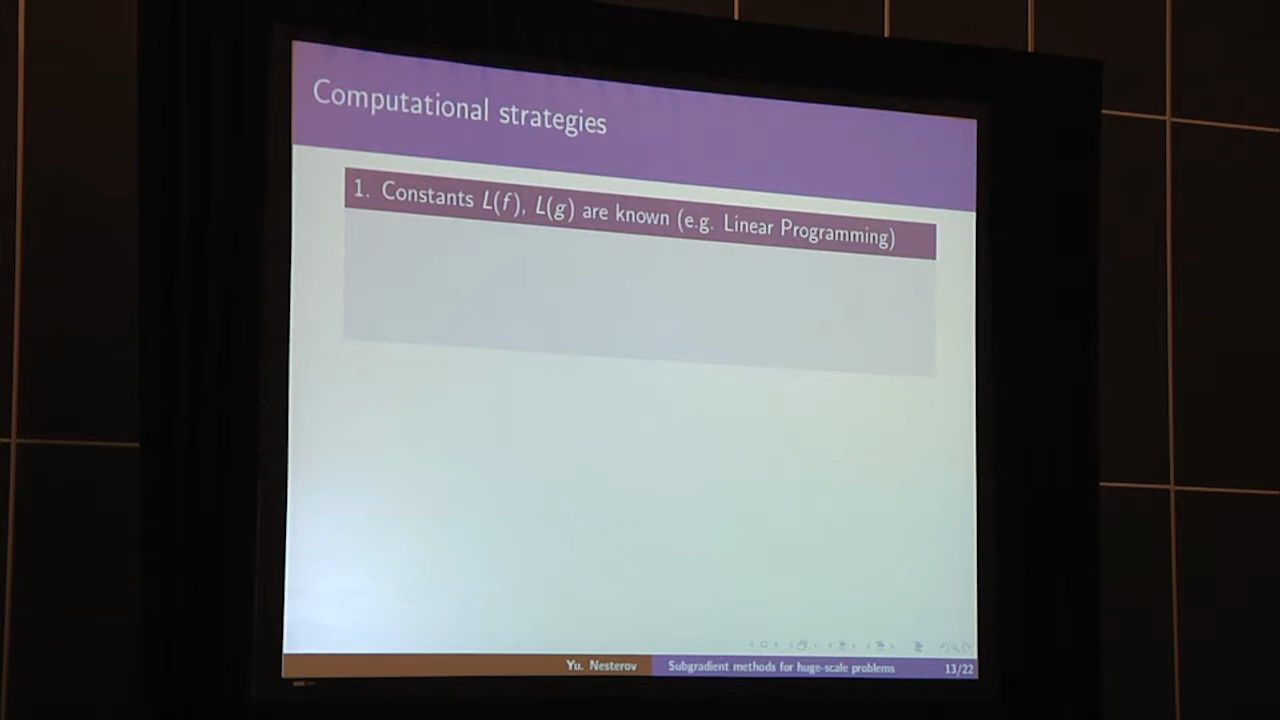 Computational strategies
1. Constants L(f), L(g) are known (e.g. Linear Programming)
Yu. Nesterov
Subgradient methods for huge-scale problems
13/22